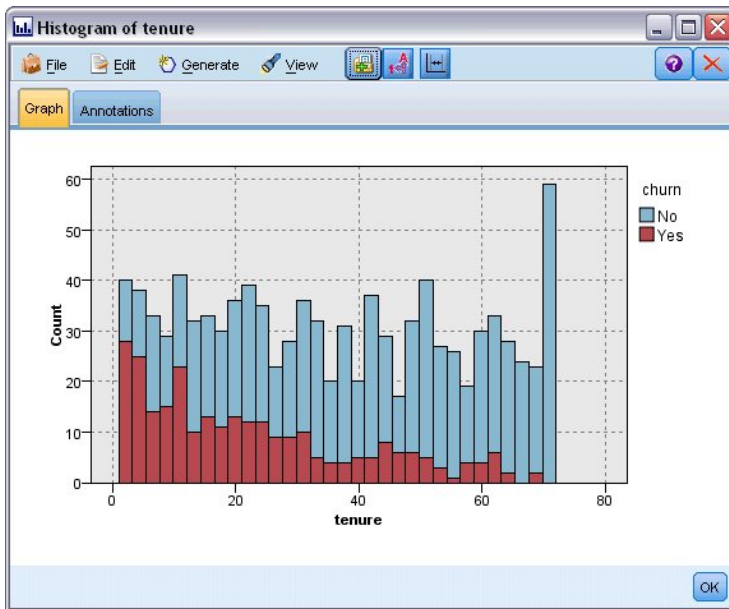 Histogram of tenure
File Edit Generate View
Graph Annotations
60
50
40
30
20
10
0
Count
0 20 40 60 80
tenure
churn
No
Yes
OK